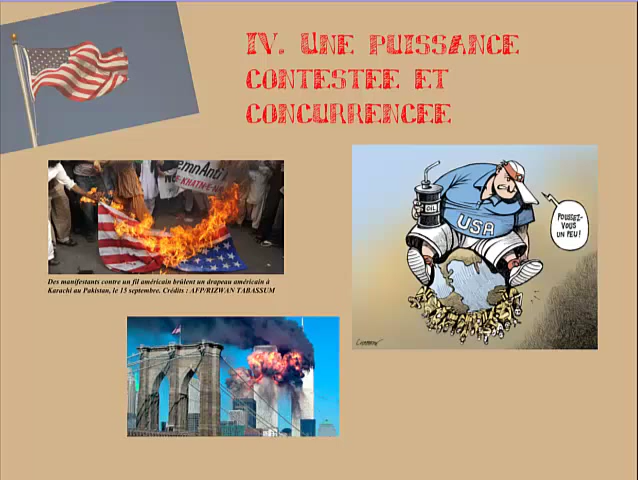 IV. Une puissance
contestee et
concurrencee
Des manifestants contre un fil américain brûlent un drapeau américain à
Karachi au Pakistan, le 15 septembre. Crédits : AFP/RIZWAN TABASSUM
USA
POUSSEZ-
VOUS
UN PEU !